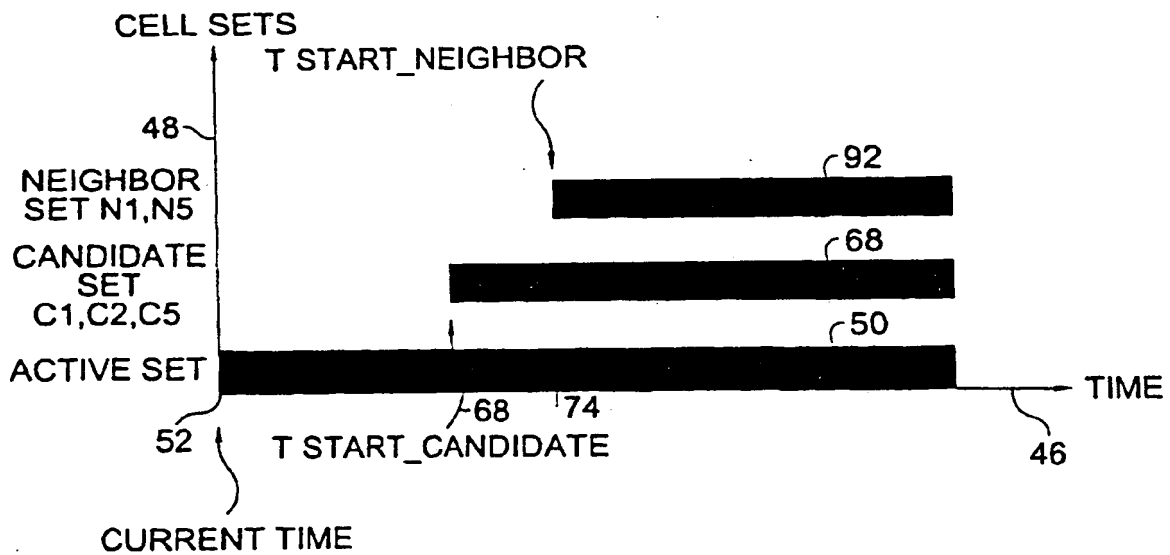 CELL SETS
T START_NEIGHBOR
48
92
NEIGHBOR
SET N1,N5
68
CANDIDATE
SET
C1,C2,C5
50
ACTIVE SET
TIME
68
74
52
T START_CANDIDATE
46
CURRENT TIME